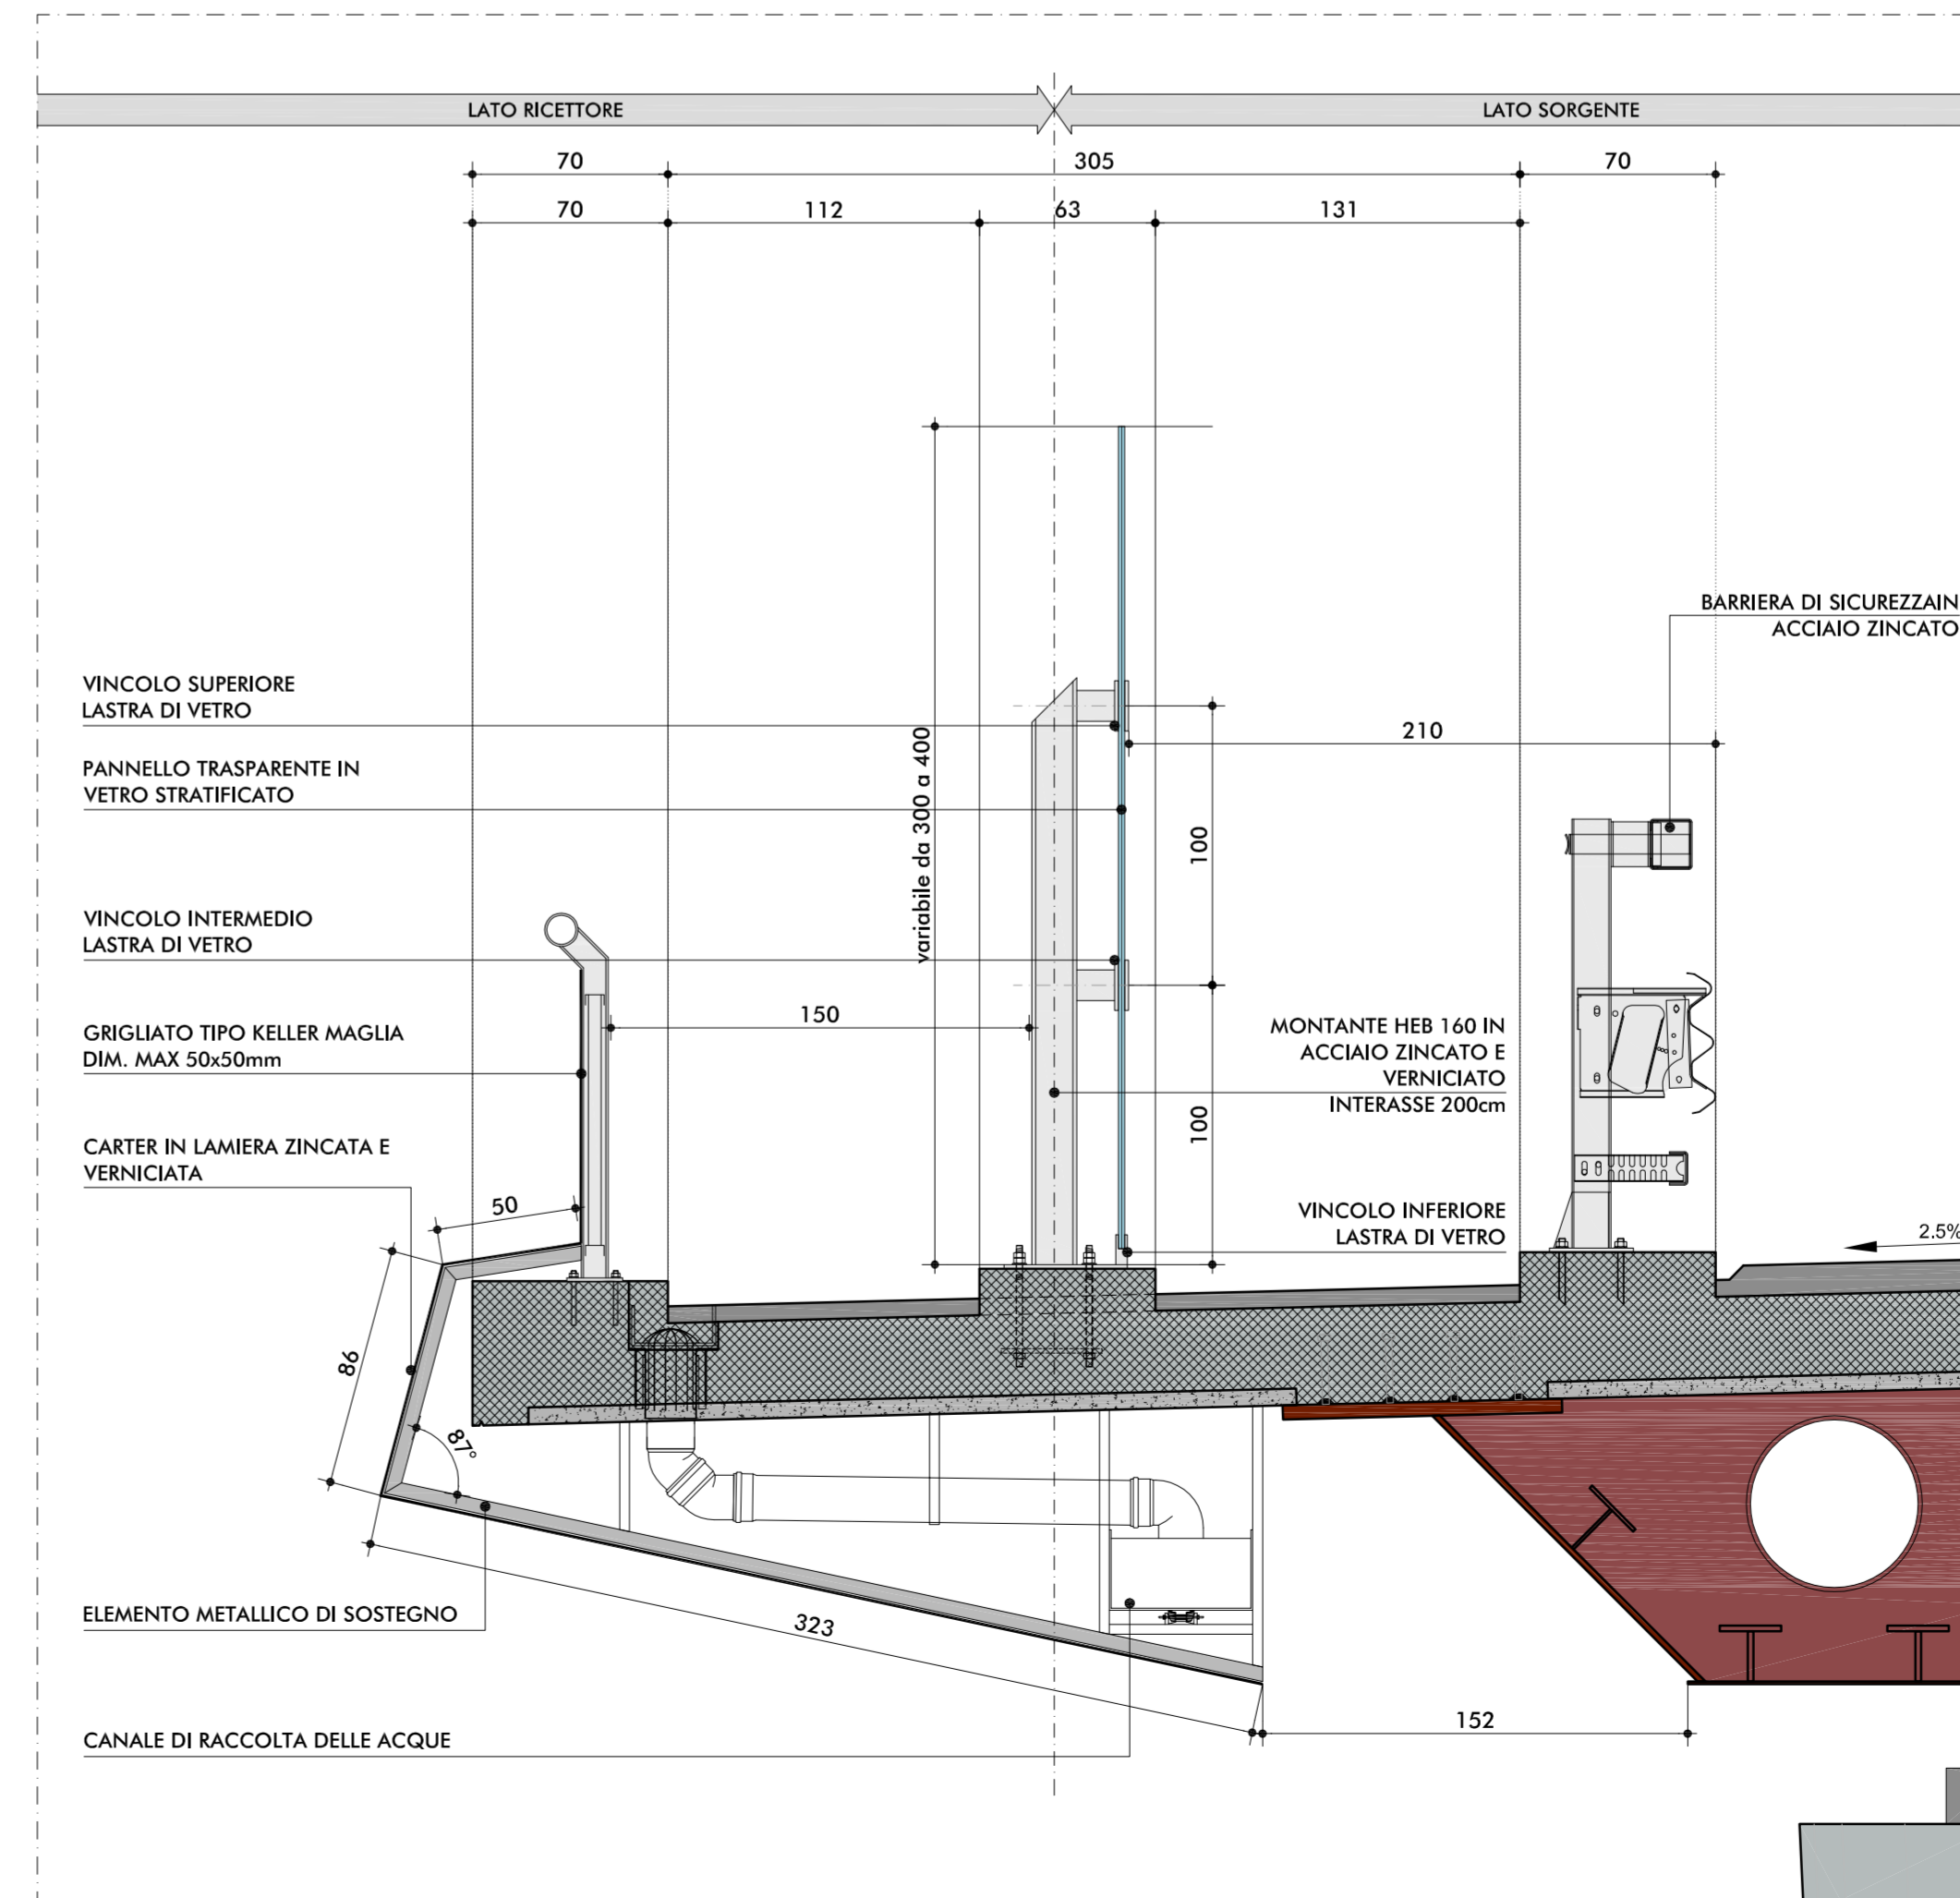 LATO RICETTORE
LATO SORGENTE
70
305
70
70
112
63
131
BARRIERA DI SICUREZZAIN
ACCIAIO ZINCATO
VINCOLO SUPERIORE
LASTRA DI VETRO
210
PANNELLO TRASPARENTE IN
VETRO STRATIFICATO
variabile da 300 a 400
100
VINCOLO INTERMEDIO
LASTRA DI VETRO
150
GRIGLIATO TIPO KELLER MAGLIA
DIM. MAX 50x50mm
MONTANTE HEB 160 IN
ACCIAIO ZINCATO E
VERNICIATO
INTERASSE 200cm
100
CARTER IN LAMIERA ZINCATA E
VERNICIATA
50
VINCOLO INFERIORE
LASTRA DI VETRO
2.5%
86
87°
ELEMENTO METALLICO DI SOSTEGNO
323
152
CANALE DI RACCOLTA DELLE ACQUE